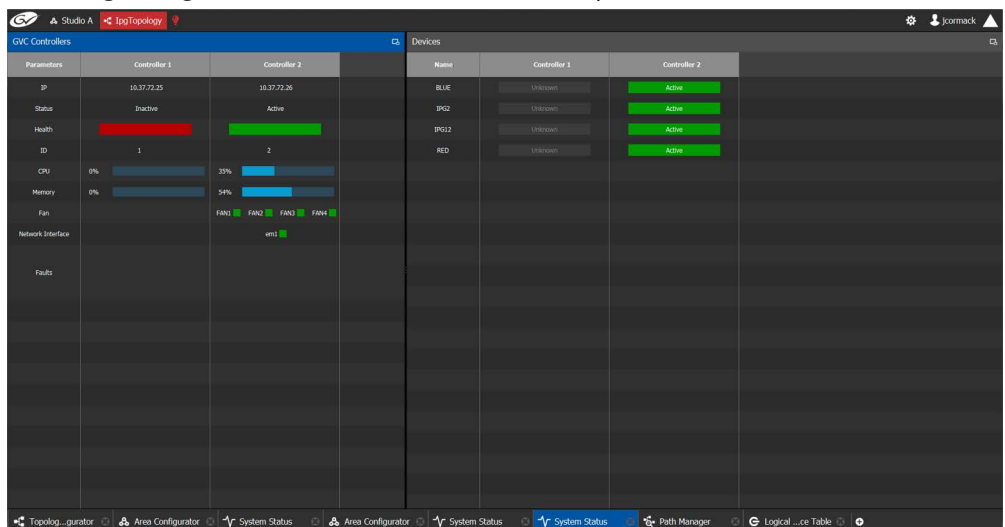 GV Studio A IpgTopology jcormack
GVC Controllers
Devices
Parameters Controller 1 Controller 2
Name Controller 1 Controller 2
IP 10.37.72.25 10.37.72.26
BLUE Unknown Active
Status Inactive Active
IPG2 Unknown Active
Health
IPG12 Unknown Active
ID 1 2
RED Unknown Active
CPU 0% 35%
Memory 0% 54%
Fan FAN1 FAN2 FAN3 FAN4
Network Interface em1
Faults
Topolog...gurator Area Configurator System Status Area Configurator System Status System Status Path Manager Logical ...ce Table